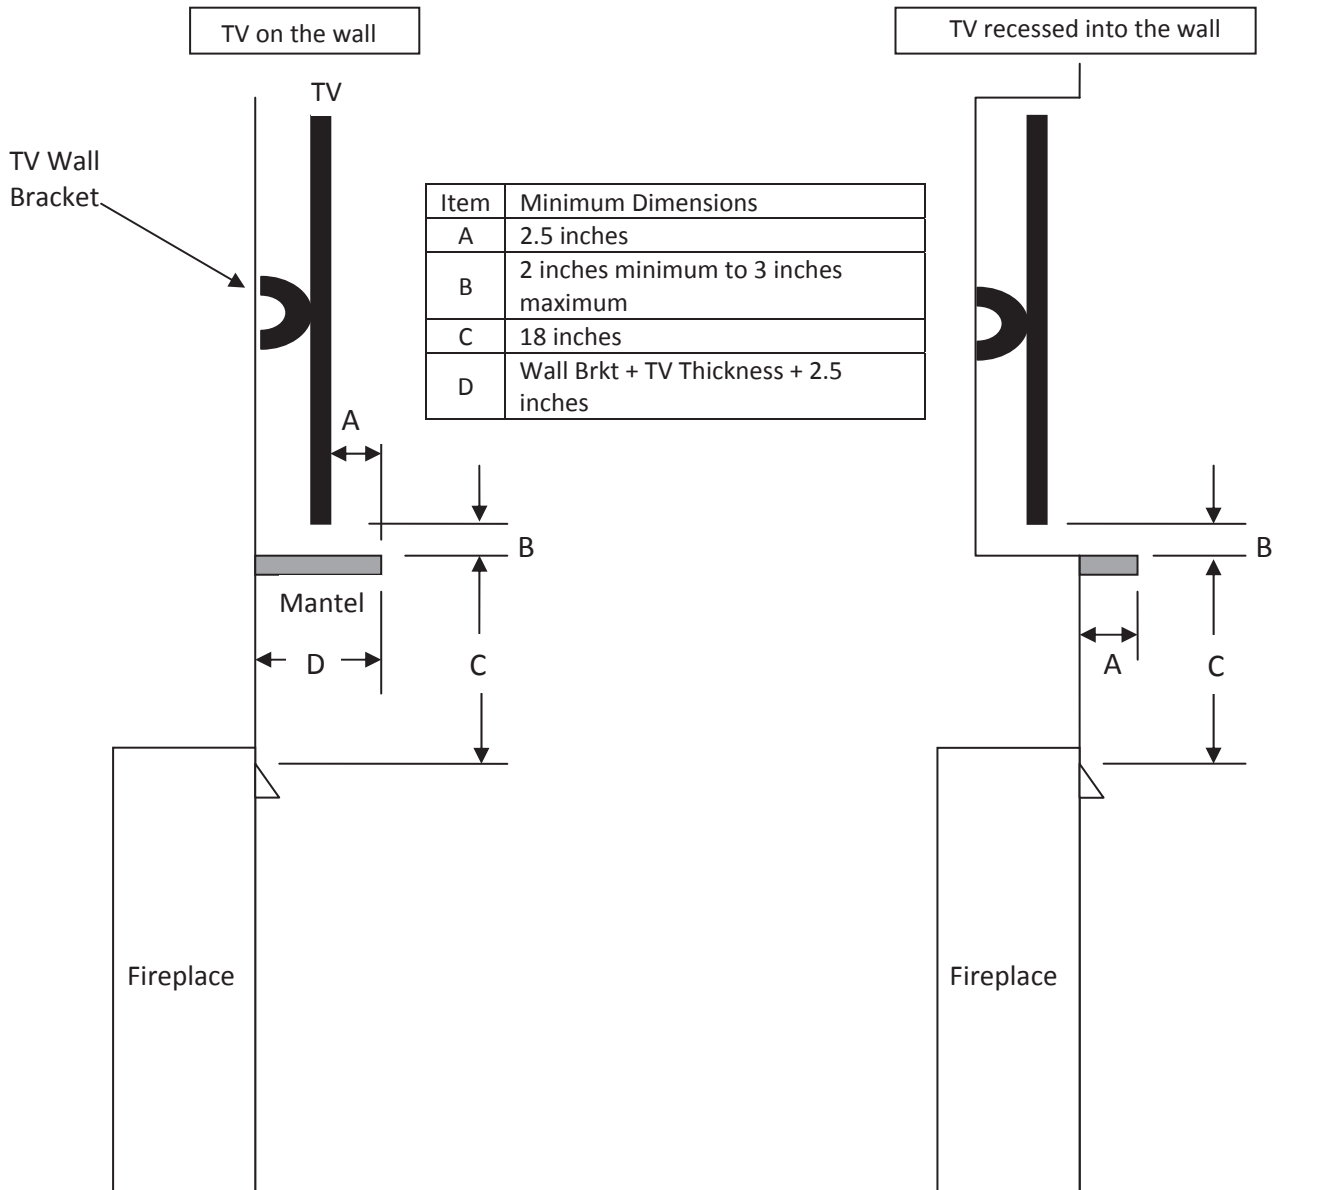 TV on the wall
TV recessed into the wall
TV
TV Wall
Bracket
Item Minimum Dimensions
A 2.5 inches
B 2 inches minimum to 3 inches
maximum
C 18 inches
D Wall Brkt + TV Thickness + 2.5
inches
A
B
B
Mantel
D
C
A
C
Fireplace
Fireplace